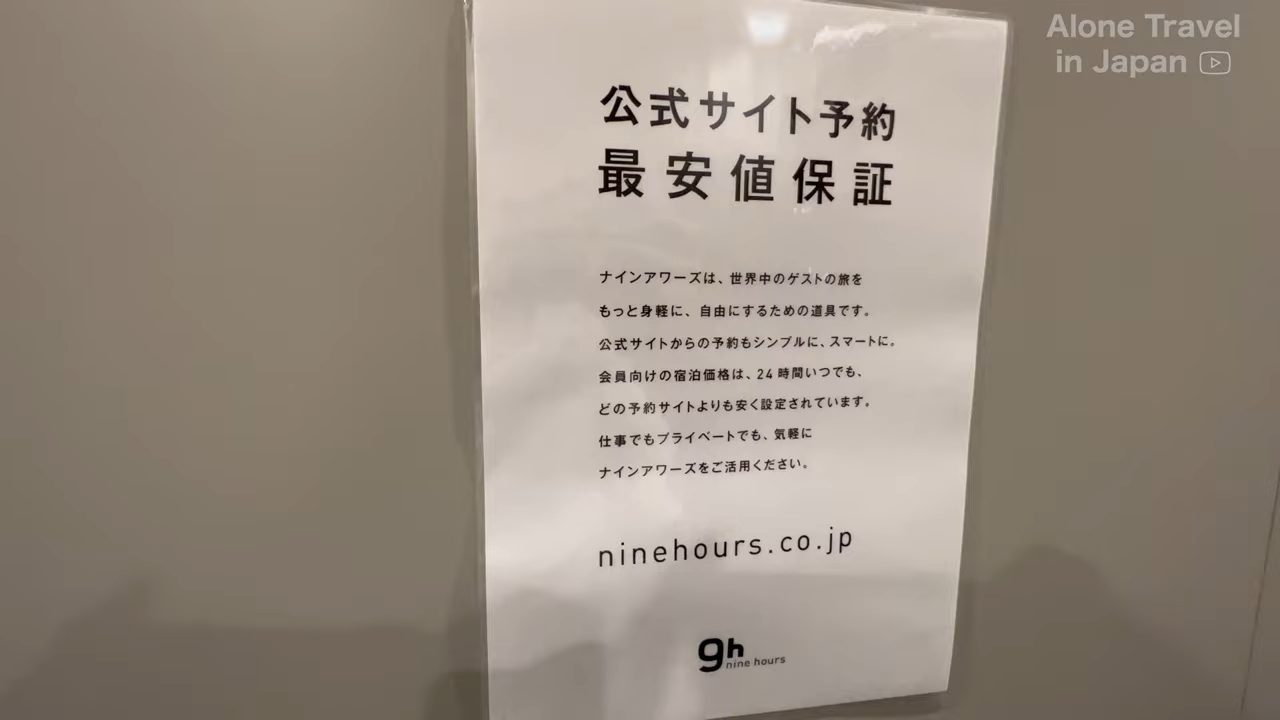 Alone Travel
in Japan
公式サイト予約
最安値保証
ナインアワーズは、世界中のゲストの旅を
もっと身軽に、自由にするための道具です。
公式サイトからの予約もシンプルに、スマートに。
会員向けの宿泊価格は、24時間いつでも、
どの予約サイトよりも安く設定されています。
仕事でもプライベートでも、気軽に
ナインアワーズをご活用ください。
ninehours.co.jp
9h
nine hours